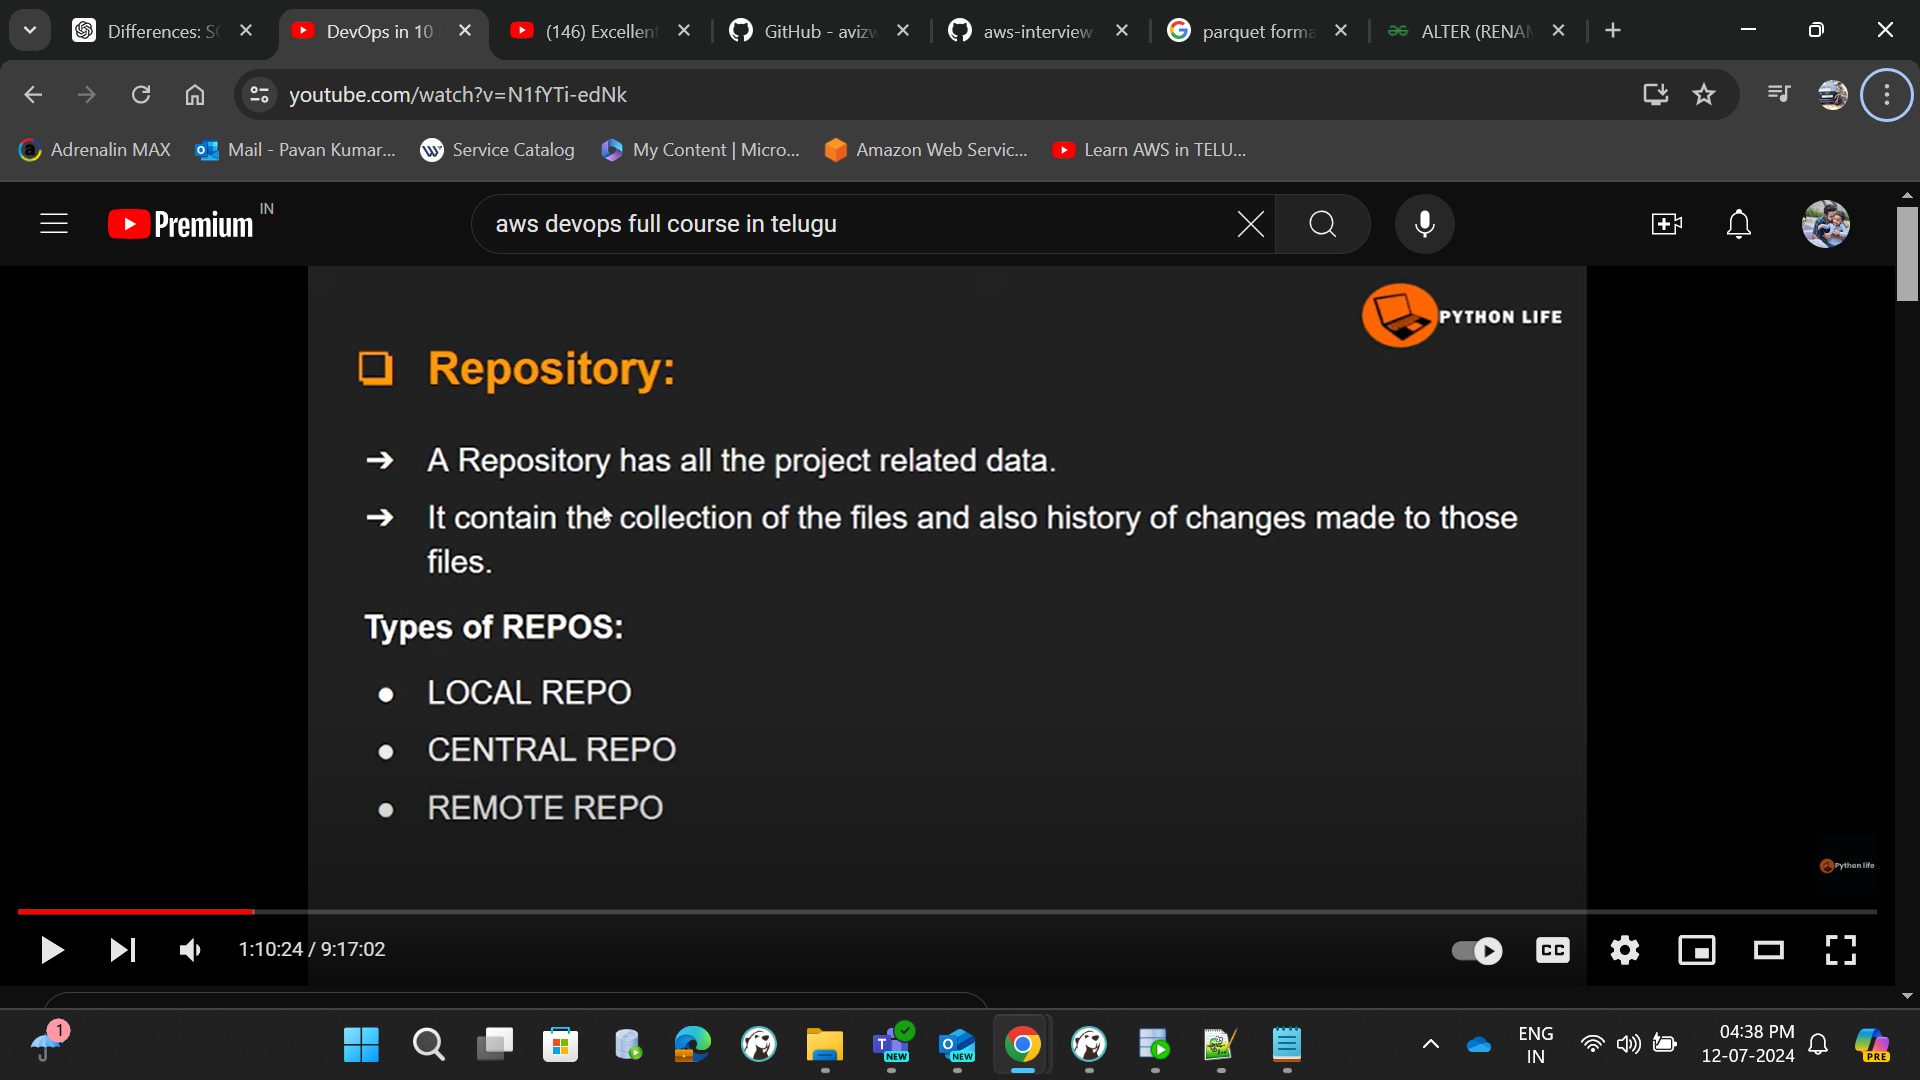 Differences: S
DevOps in 10
(146) Excellen
GitHub - avizw
aws-interview-
parquet forma
ALTER (RENAM
youtube.com/watch?v=N1fYTi-edNk
Adrenalin MAX
Mail - Pavan Kumar...
Service Catalog
My Content | Micro...
Amazon Web Servic...
Learn AWS in TELU...
Premium IN
aws devops full course in telugu
PYTHON LIFE
Repository:
➔ A Repository has all the project related data.
➔ It contain the collection of the files and also history of changes made to those
files.
Types of REPOS:
● LOCAL REPO
● CENTRAL REPO
● REMOTE REPO
Python life
1:10:24 / 9:17:02
CC
1
NEW
NEW
ENG
IN
04:38 PM
12-07-2024
PRE